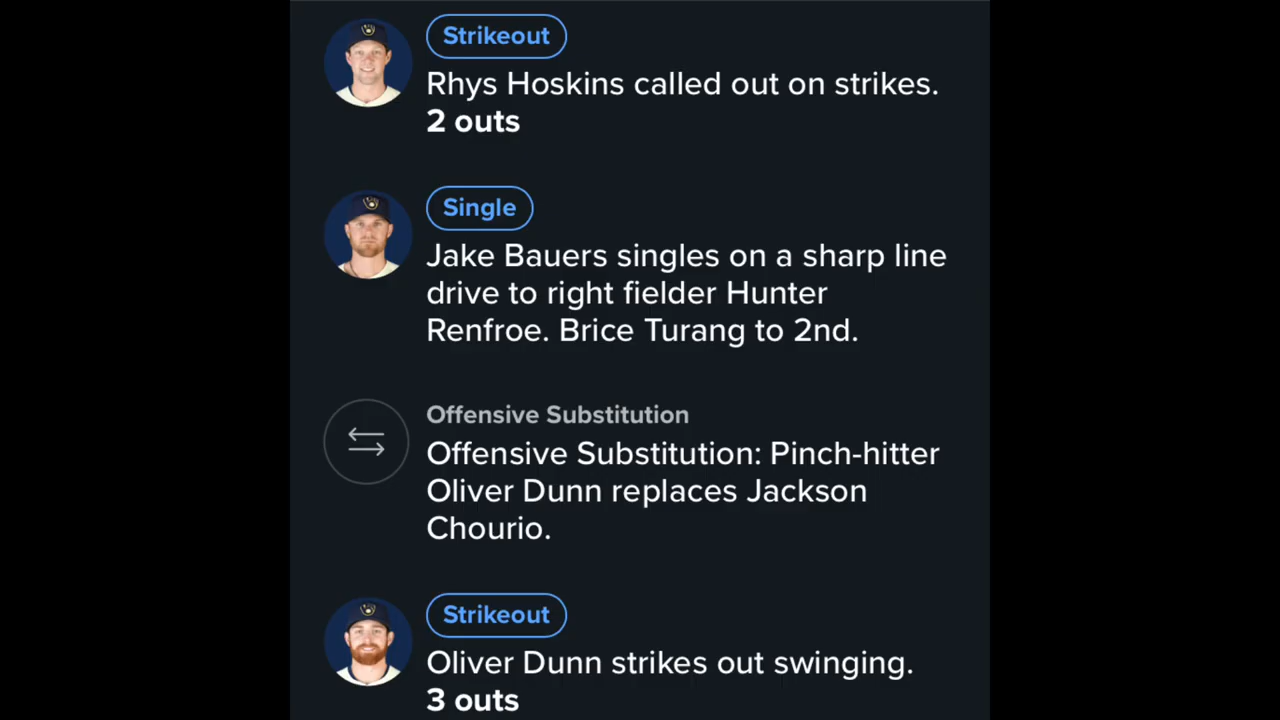 Strikeout
Rhys Hoskins called out on strikes.
2 outs
Single
Jake Bauers singles on a sharp line
drive to right fielder Hunter
Renfroe. Brice Turang to 2nd.
Offensive Substitution
Offensive Substitution: Pinch-hitter
Oliver Dunn replaces Jackson
Chourio.
Strikeout
Oliver Dunn strikes out swinging.
3 outs